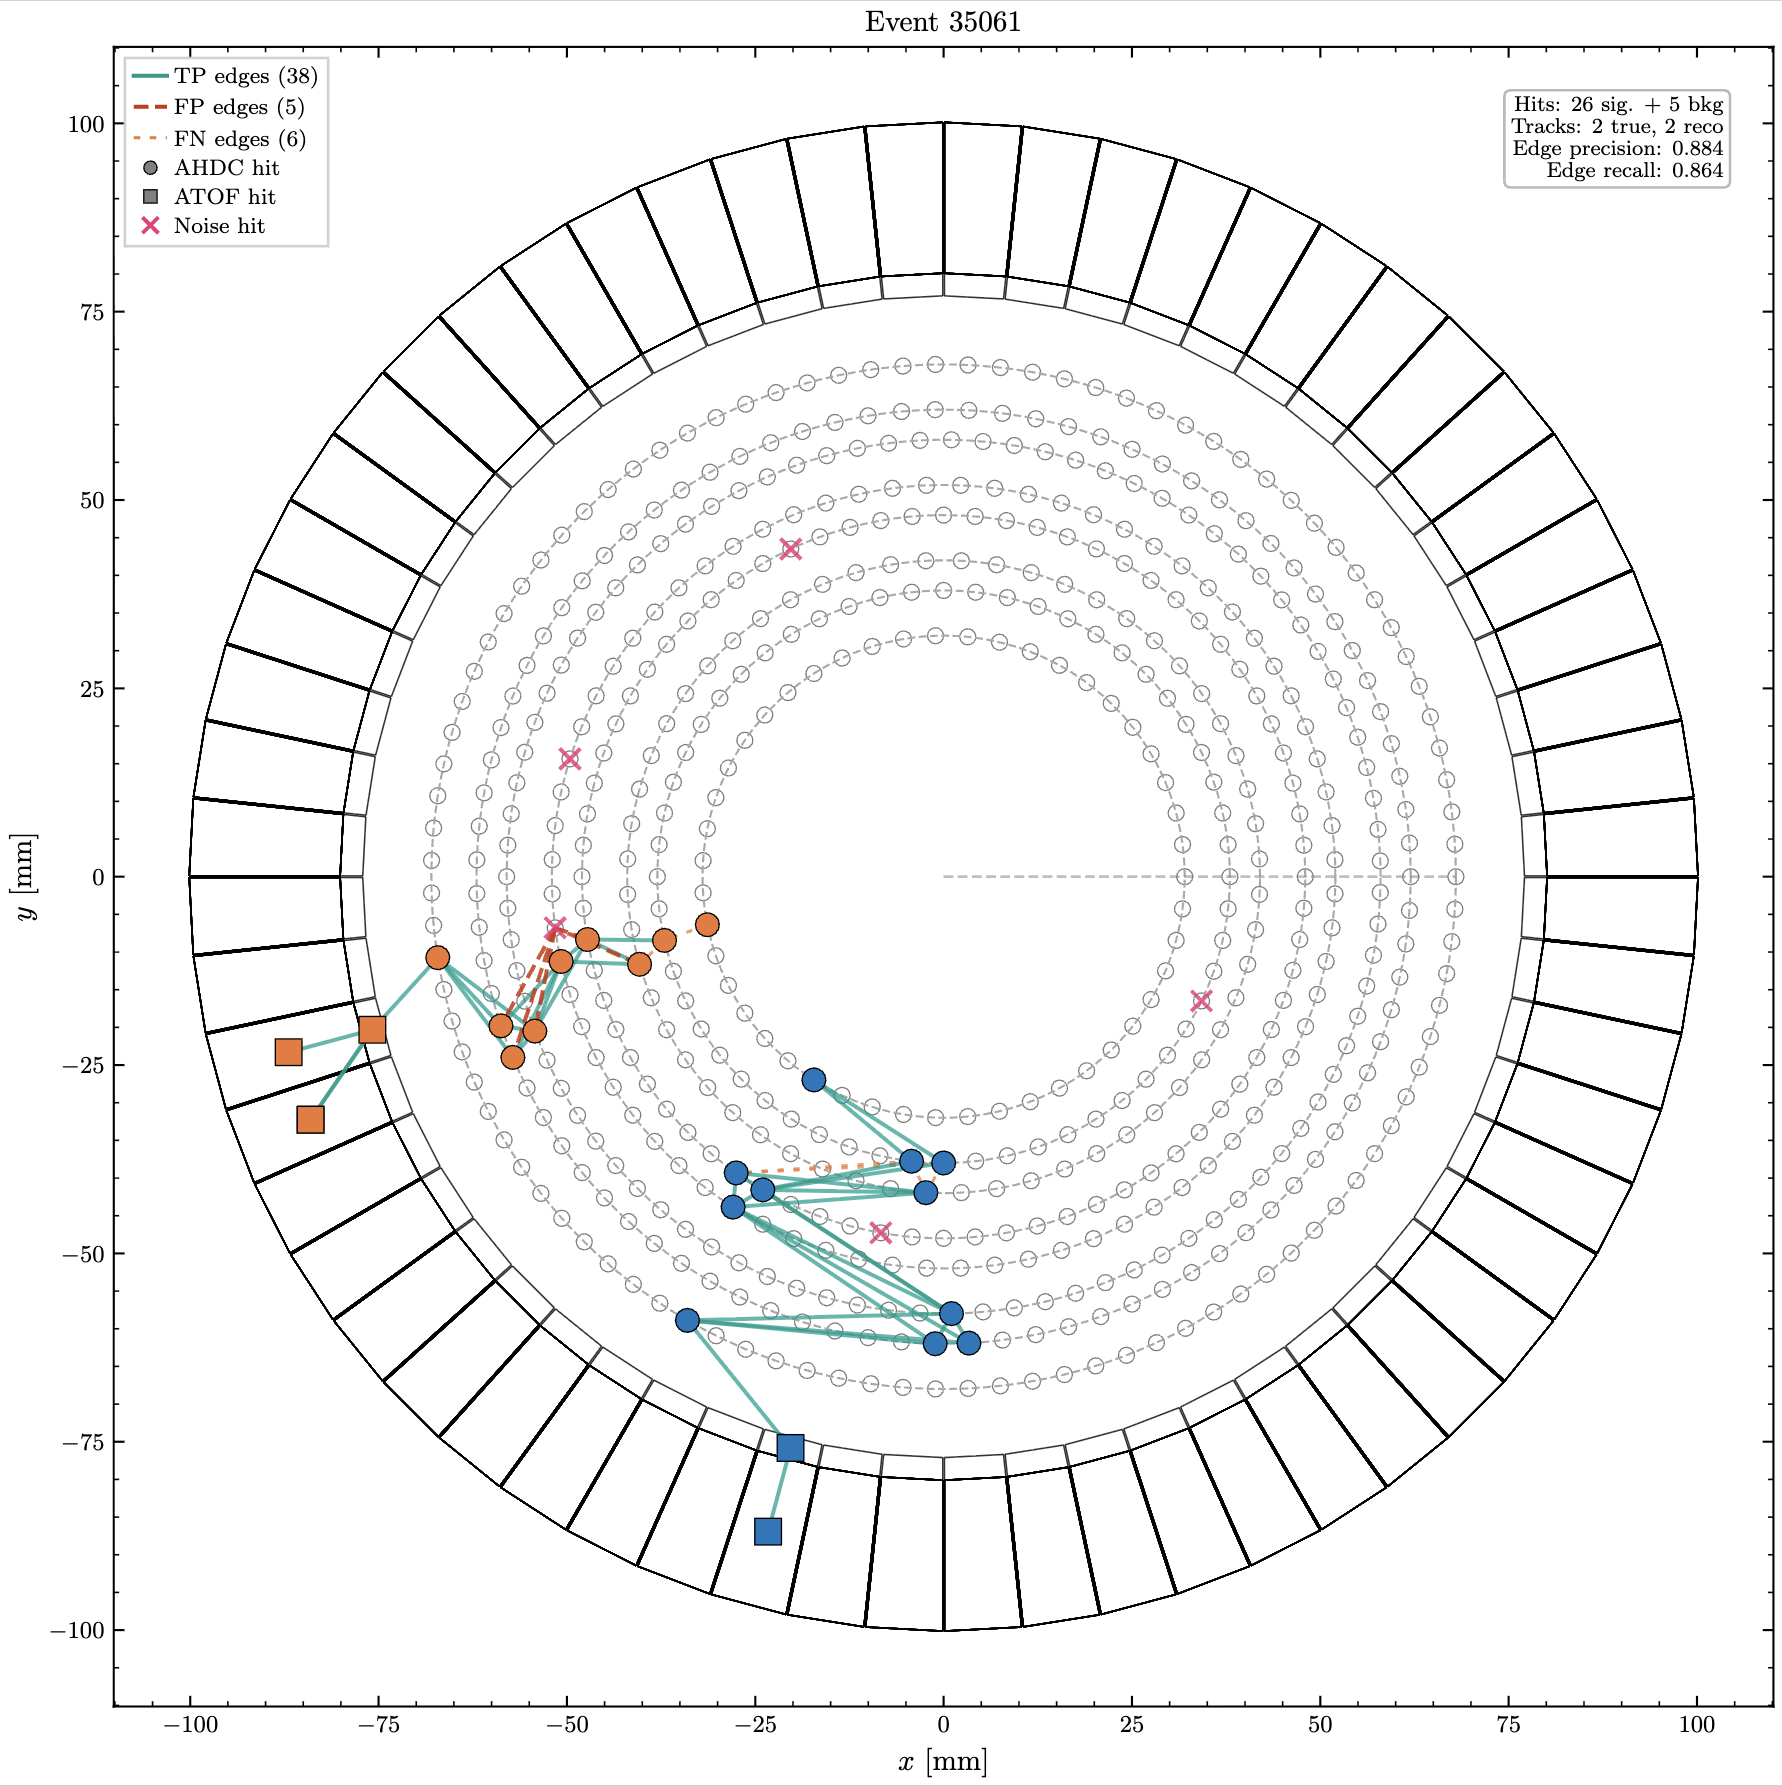 Event 35061
TP edges (38)
FP edges (5)
FN edges (6)
AHDC hit
ATOF hit
Noise hit
Hits: 26 sig. + 5 bkg
Tracks: 2 true, 2 reco
Edge precision: 0.884
Edge recall: 0.864
100
75
50
25
0
−25
−50
−75
−100
y [mm]
−100 −75 −50 −25 0 25 50 75 100
x [mm]